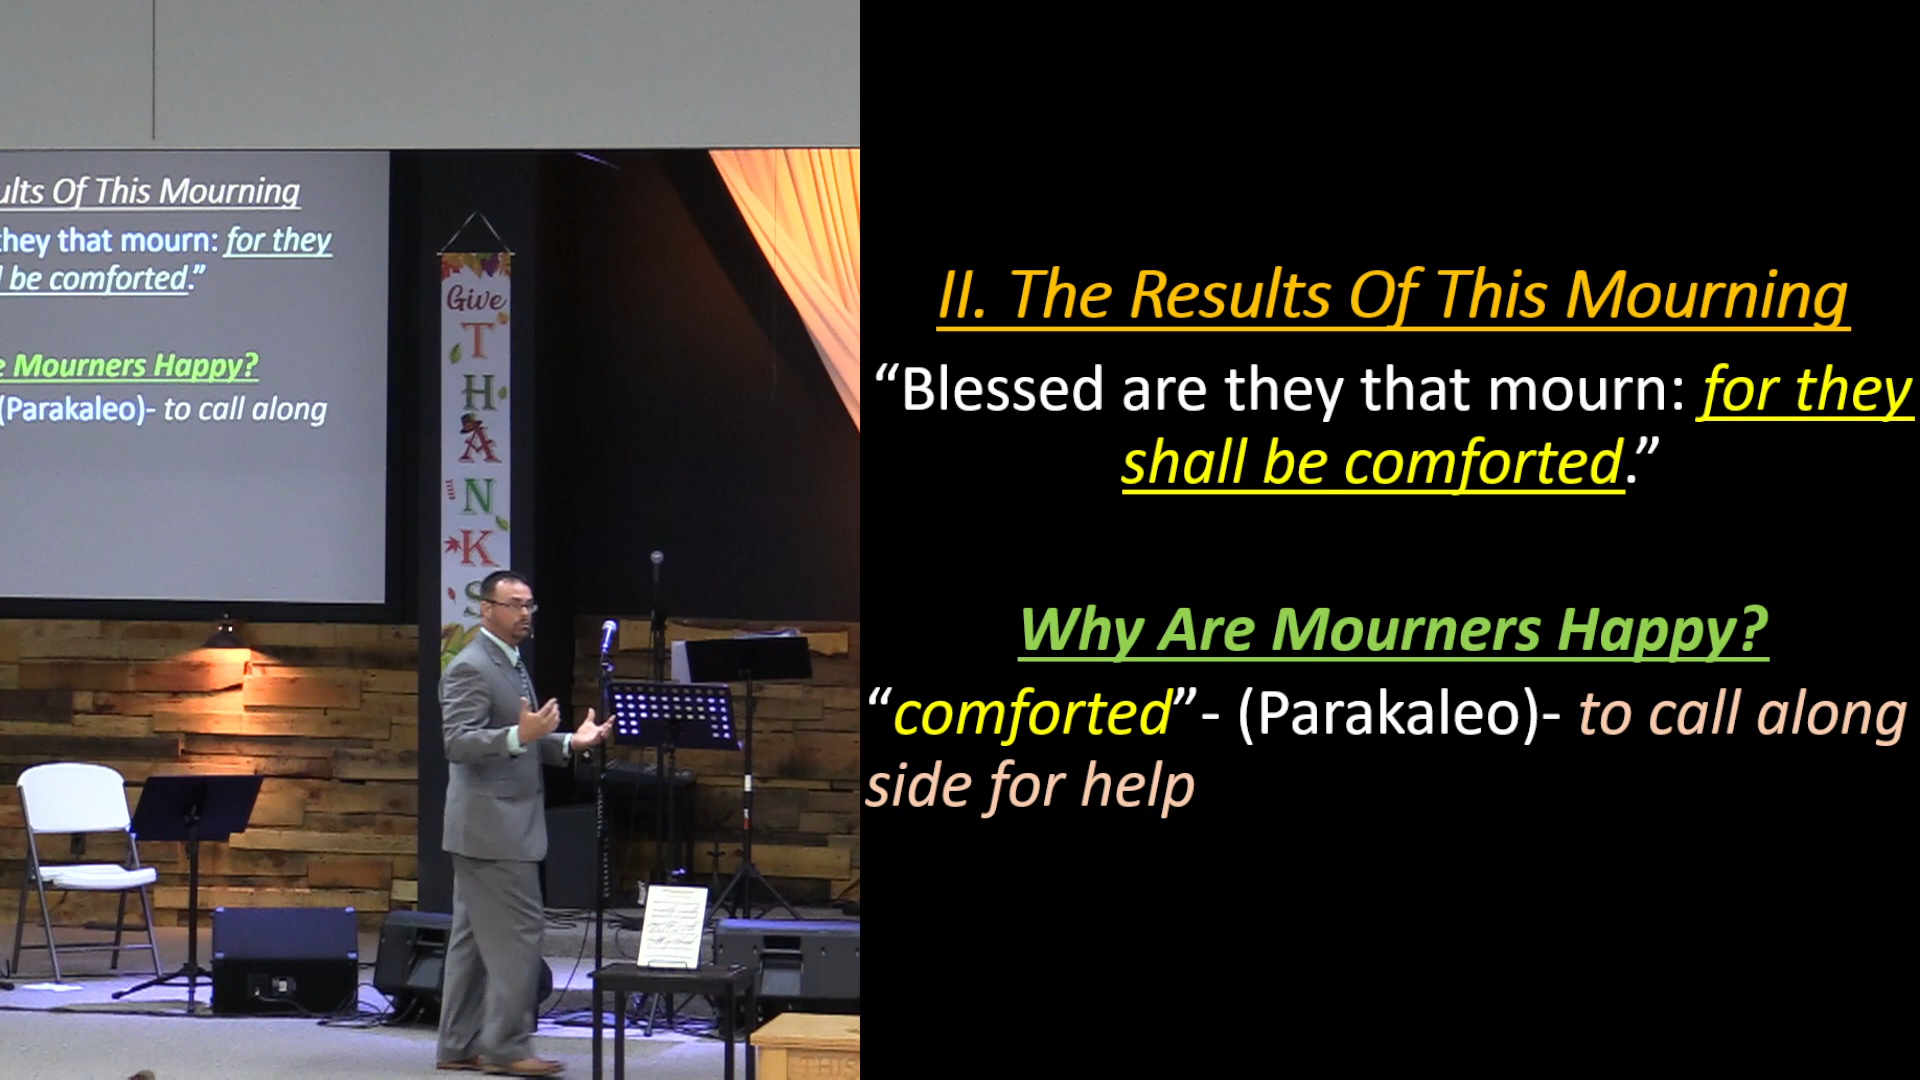 ults Of This Mourning
they that mourn: for they
l be comforted.”
e Mourners Happy?
(Parakaleo)- to call along
Give
THANKS
II. The Results Of This Mourning
“Blessed are they that mourn: for they
shall be comforted.”
Why Are Mourners Happy?
“comforted”- (Parakaleo)- to call along
side for help
THIS